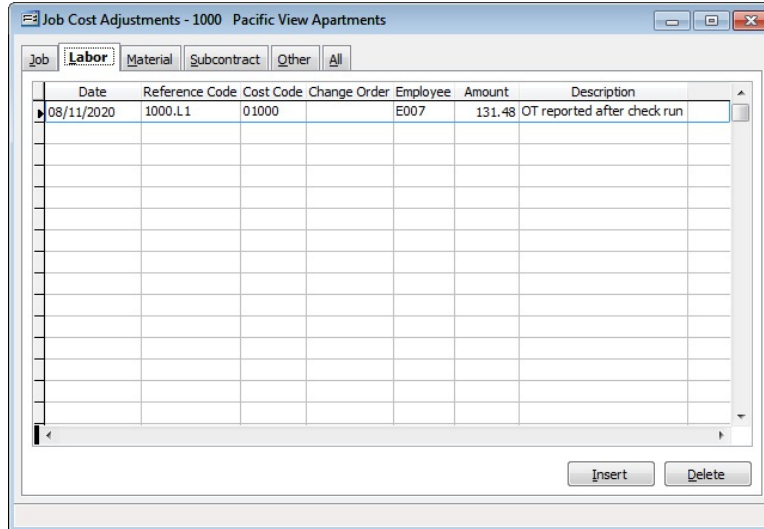 Job Cost Adjustments - 1000 Pacific View Apartments
Job Labor Material Subcontract Other All
Date Reference Code Cost Code Change Order Employee Amount Description
08/11/2020 1000.L1 01000 E007 131.48 OT reported after check run
Insert Delete